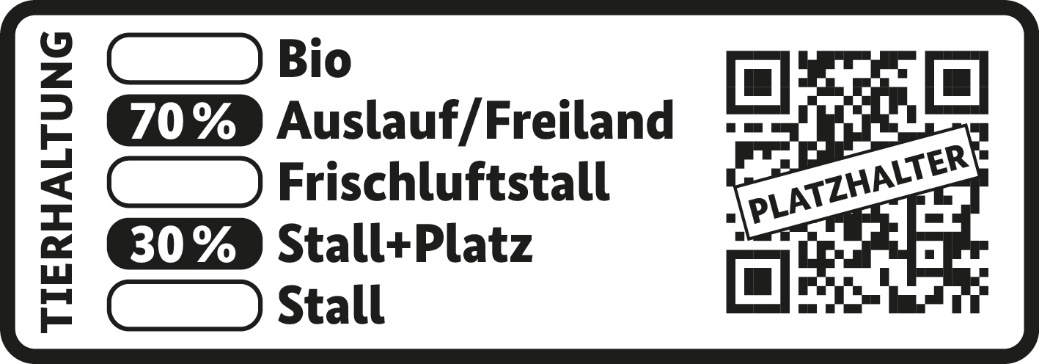 TIERHALTUNG
Bio
70 % Auslauf/Freiland
Frischluftstall
30 % Stall+Platz
Stall
PLATZHALTER